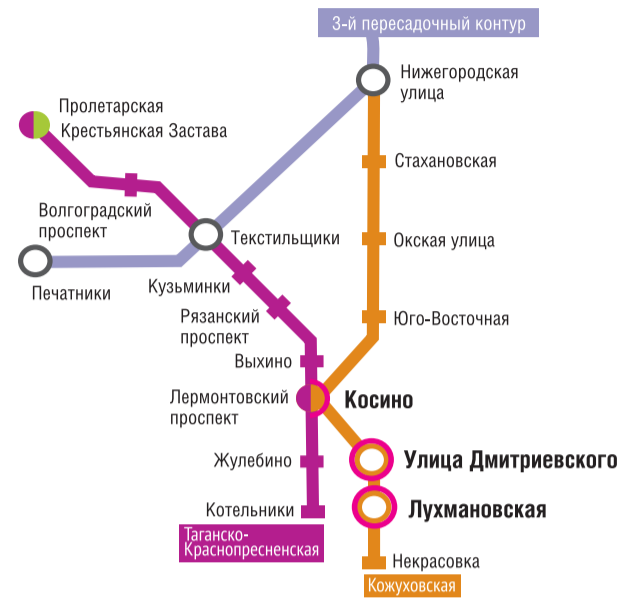 3-й пересадочный контур
Нижегородская
улица
Пролетарская
Крестьянская Застава
Стахановская
Волгоградский
проспект
Текстильщики
Окская улица
Печатники
Кузьминки
Рязанский
проспект
Юго-Восточная
Выхино
Лермонтовский
проспект
Косино
Жулебино
Улица Дмитриевского
Котельники
Лухмановская
Таганско-
Краснопресненская
Некрасовка
Кожуховская